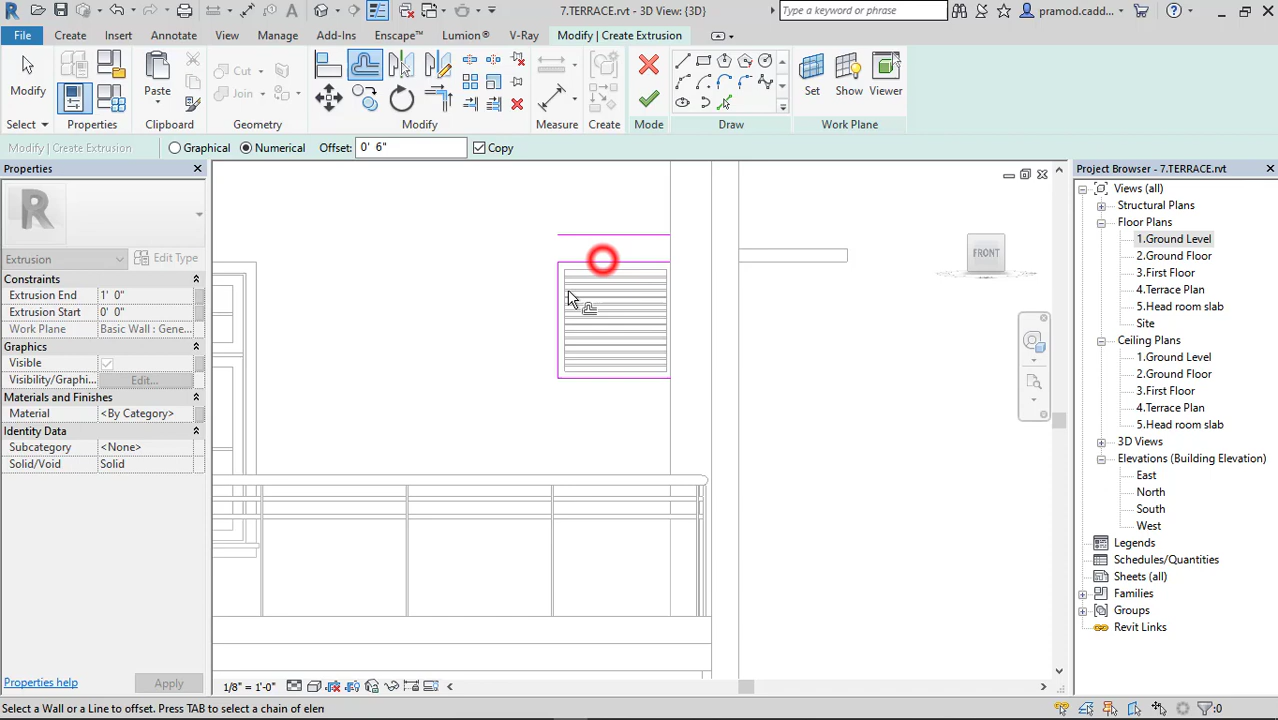 7.TERRACE.rvt - 3D View: {3D}
Type a keyword or phrase
pramod.cadd...
File
Create
Insert
Annotate
View
Manage
Add-Ins
Enscape™
Lumion®
V-Ray
Modify | Create Extrusion
Modify
Paste
Cut
Join
Set
Show
Viewer
Select
Properties
Clipboard
Geometry
Modify
Measure
Create
Mode
Draw
Work Plane
Modify | Create Extrusion
Graphical
Numerical
Offset:
0' 6"
Copy
Properties
Extrusion
Edit Type
Constraints
Extrusion End
1' 0"
Extrusion Start
0' 0"
Work Plane
Basic Wall : Gene...
Graphics
Visible
Visibility/Graphi...
Edit...
Materials and Finishes
Material
<By Category>
Identity Data
Subcategory
<None>
Solid/Void
Solid
Properties help
Apply
FRONT
Project Browser - 7.TERRACE.rvt
Views (all)
Structural Plans
Floor Plans
1.Ground Level
2.Ground Floor
3.First Floor
4.Terrace Plan
5.Head room slab
Site
Ceiling Plans
1.Ground Level
2.Ground Floor
3.First Floor
4.Terrace Plan
5.Head room slab
3D Views
Elevations (Building Elevation)
East
North
South
West
Legends
Schedules/Quantities
Sheets (all)
Families
Groups
Revit Links
1/8" = 1'-0"
Select a Wall or a Line to offset. Press TAB to select a chain of elen
:0